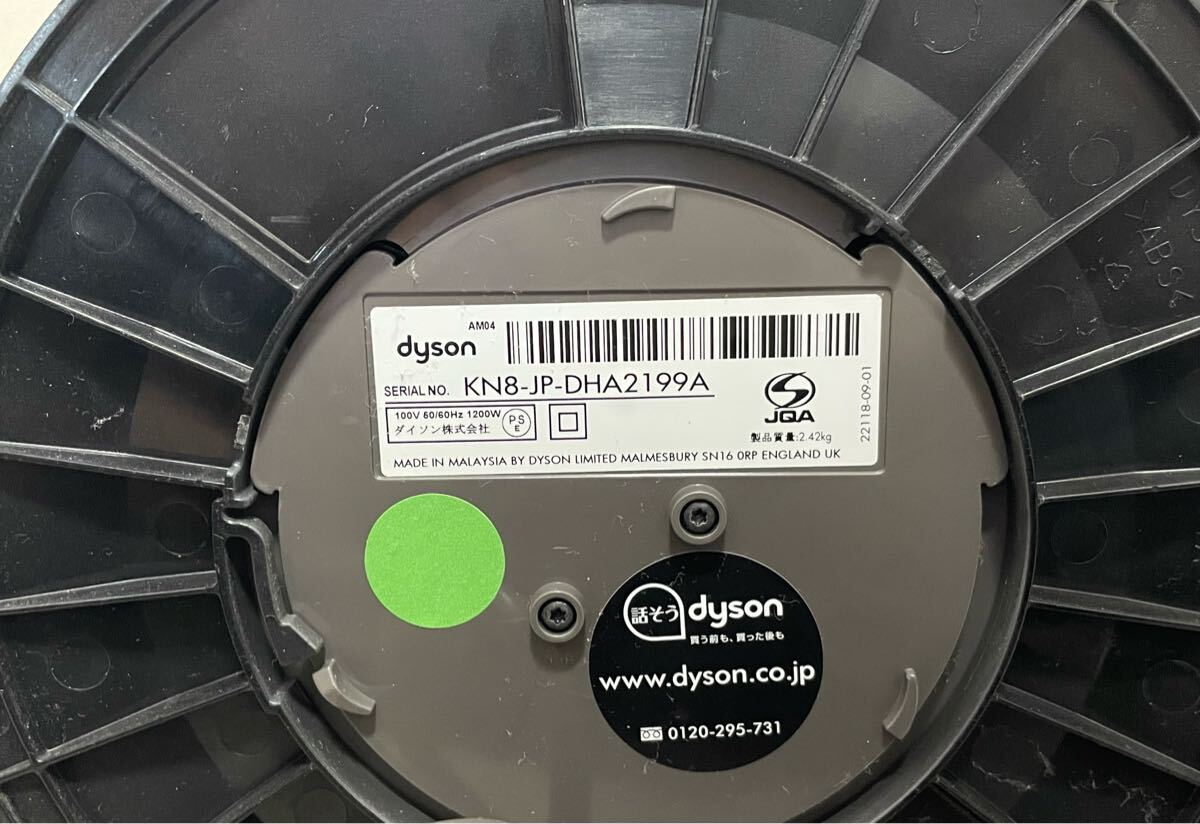 AM04
dyson
SERIAL NO. KN8-JP-DHA2199A
100V 50/60Hz 1200W
ダイソン株式会社
PS
E
JQA
製品質量:2.42kg
22118-09-01
MADE IN MALAYSIA BY DYSON LIMITED MALMESBURY SN16 0RP ENGLAND UK
話そう dyson
買う前も、買った後も
www.dyson.co.jp
0120-295-731